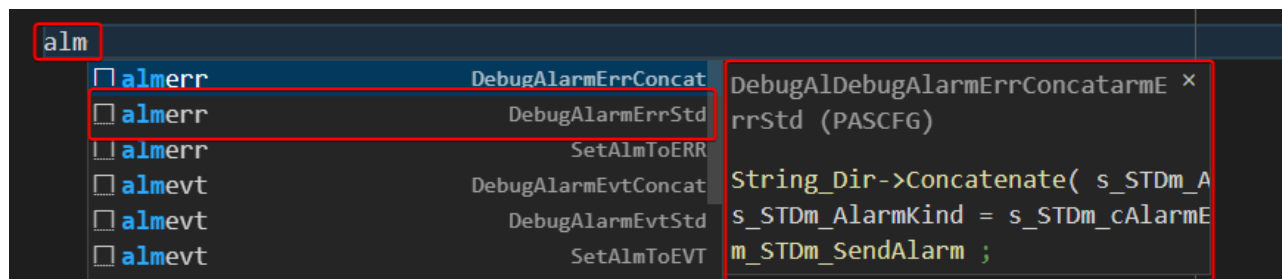 alm
almerr DebugAlarmErrConcat
almerr DebugAlarmErrStd
almerr SetAlmToERR
almevt DebugAlarmEvtConcat
almevt DebugAlarmEvtStd
almevt SetAlmToEVT
DebugAlDebugAlarmErrConcatarmE ×
rrStd (PASCFG)
String_Dir->Concatenate( s_STDm_A
s_STDm_AlarmKind = s_STDm_cAlarmE
m_STDm_SendAlarm ;